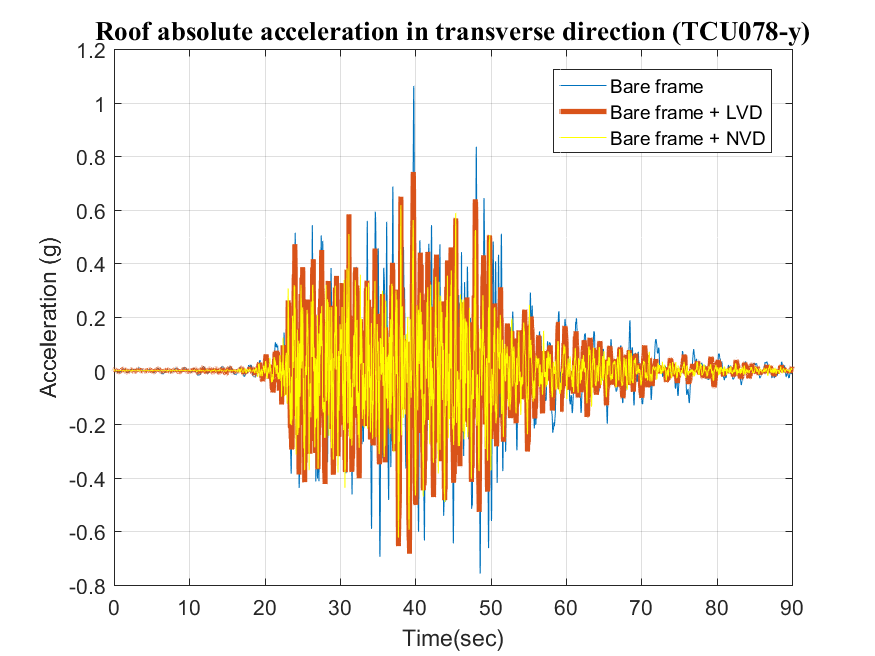 Roof absolute acceleration in transverse direction (TCU078-y)
Bare frame
Bare frame + LVD
Bare frame + NVD
Acceleration (g)
1.2
1
0.8
0.6
0.4
0.2
0
-0.2
-0.4
-0.6
-0.8
0 10 20 30 40 50 60 70 80 90
Time(sec)